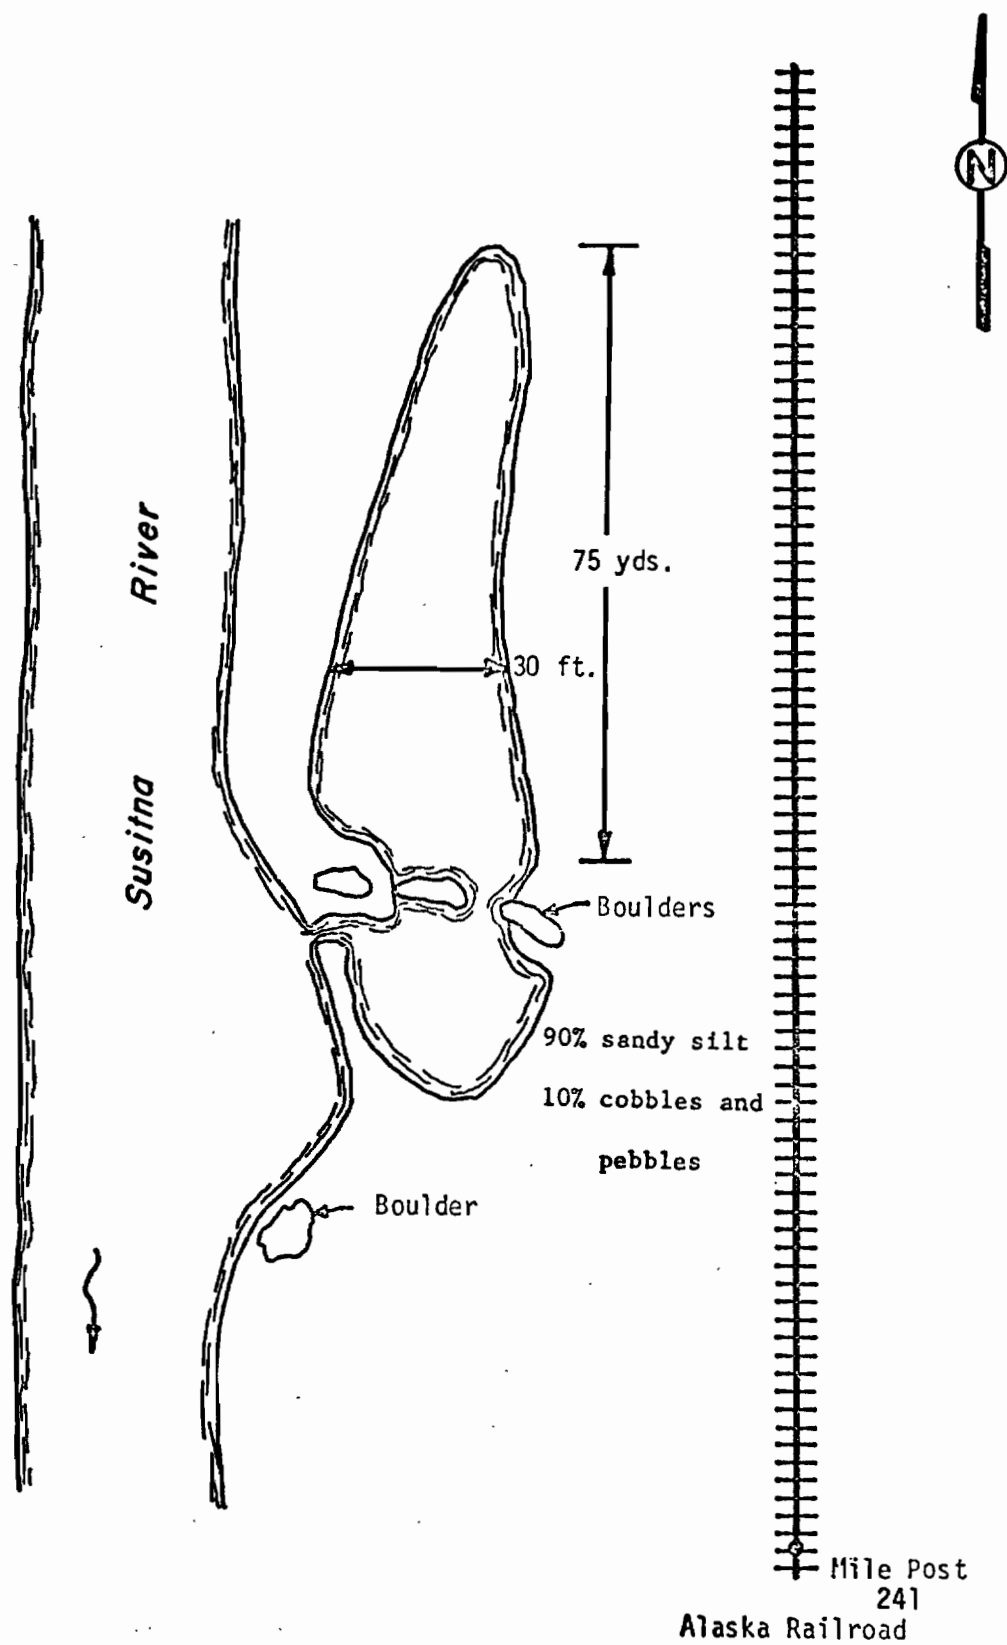 N
River
75 yds.
30 ft.
Susitna
Boulders
90% sandy silt
10% cobbles and
pebbles
Boulder
Mile Post
241
Alaska Railroad